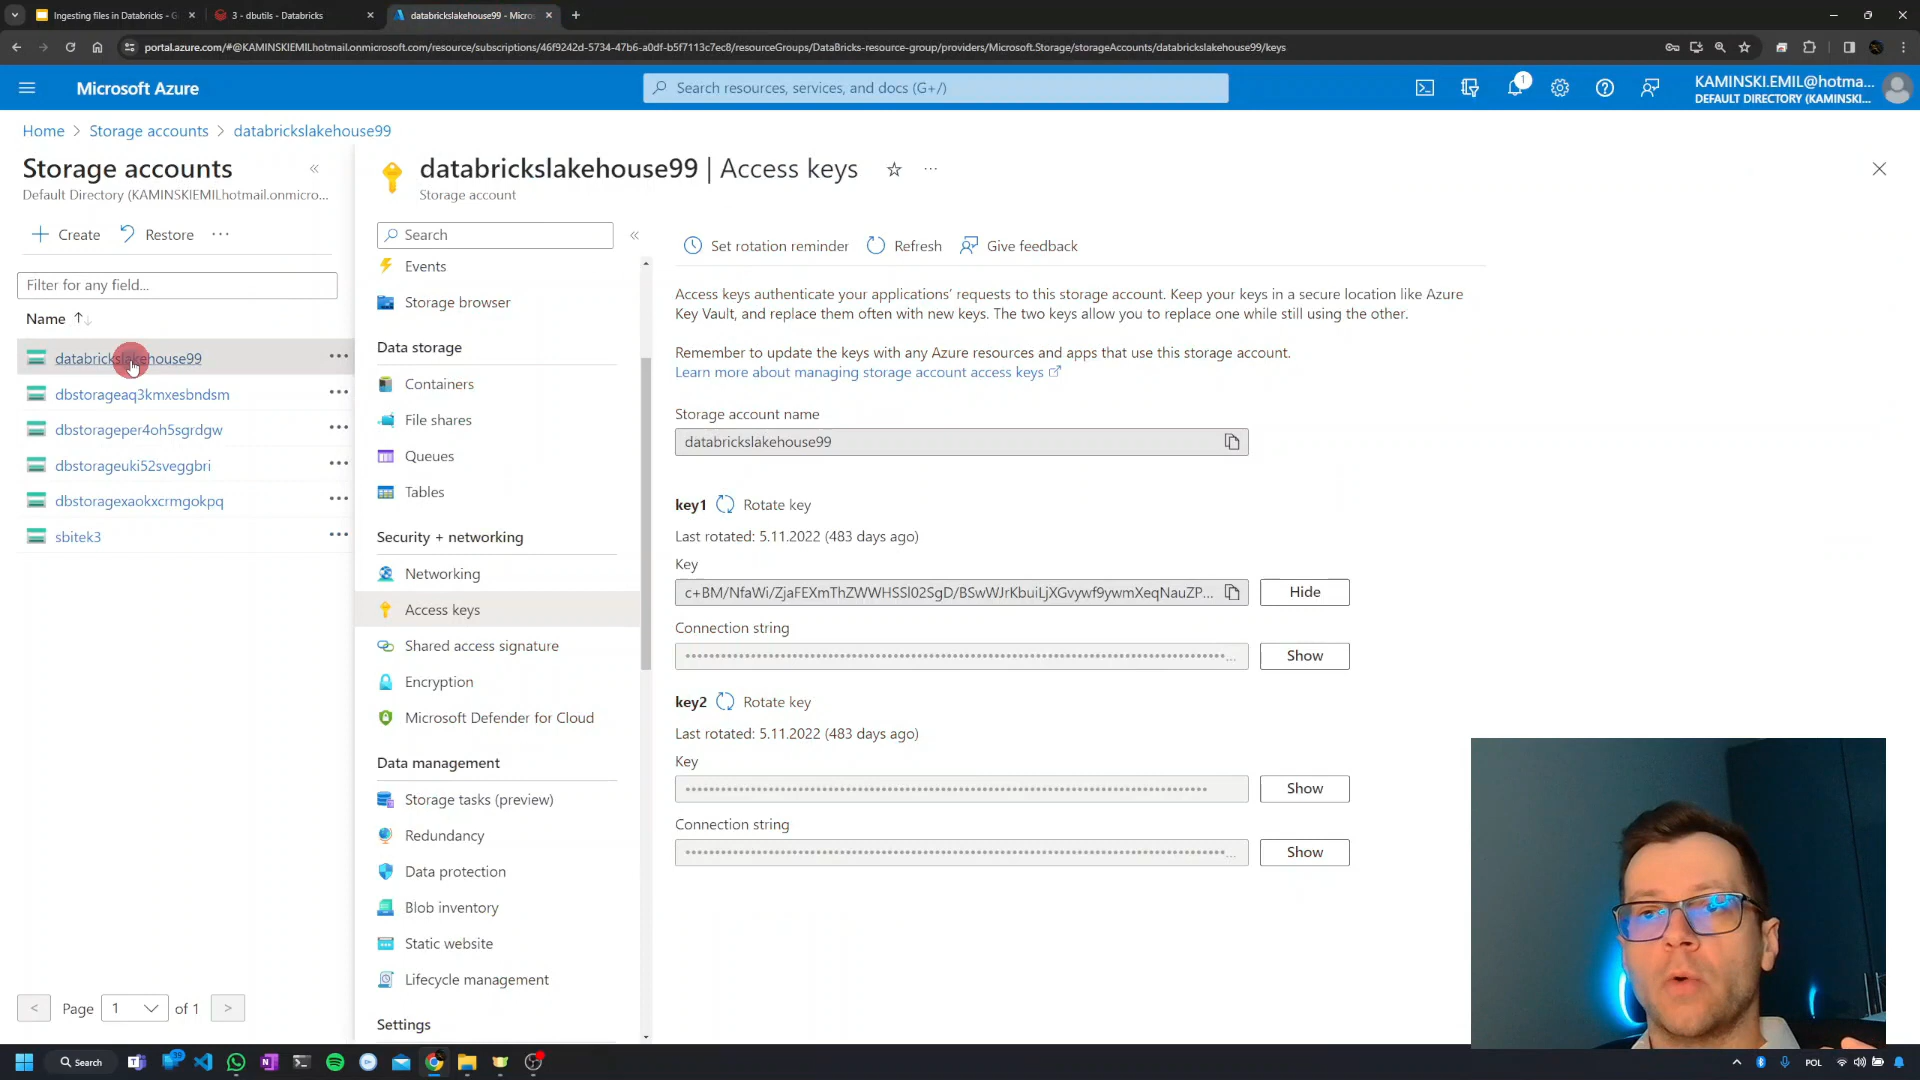 Ingesting files in Databricks - G
3 - dbutils - Databricks
databrickslakehouse99 - Micros
portal.azure.com/#@KAMINSKIEMILhotmail.onmicrosoft.com/resource/subscriptions/46f9242d-5734-47b6-a0df-b5f7113c7ec8/resourceGroups/DataBricks-resource-group/providers/Microsoft.Storage/storageAccounts/databrickslakehouse99/keys
Microsoft Azure
Search resources, services, and docs (G+/)
1
KAMINSKI.EMIL@hotma...
DEFAULT DIRECTORY (KAMINSKI...
Home > Storage accounts > databrickslakehouse99
Storage accounts
Default Directory (KAMINSKIEMILhotmail.onmicro...
Create
Restore
Filter for any field...
Name
databrickslakehouse99
dbstorageaq3kmxesbndsm
dbstorageper4oh5sgrdgw
dbstorageuki52sveggbri
dbstoragexaokxcrmgokpq
sbitek3
< Page 1 of 1 >
databrickslakehouse99 | Access keys
Storage account
Search
Events
Storage browser
Data storage
Containers
File shares
Queues
Tables
Security + networking
Networking
Access keys
Shared access signature
Encryption
Microsoft Defender for Cloud
Data management
Storage tasks (preview)
Redundancy
Data protection
Blob inventory
Static website
Lifecycle management
Settings
Set rotation reminder
Refresh
Give feedback
Access keys authenticate your applications' requests to this storage account. Keep your keys in a secure location like Azure
Key Vault, and replace them often with new keys. The two keys allow you to replace one while still using the other.
Remember to update the keys with any Azure resources and apps that use this storage account.
Learn more about managing storage account access keys
Storage account name
databrickslakehouse99
key1 Rotate key
Last rotated: 5.11.2022 (483 days ago)
Key
Hide
Connection string
Show
key2 Rotate key
Last rotated: 5.11.2022 (483 days ago)
Key
Show
Connection string
Show
Search
POL